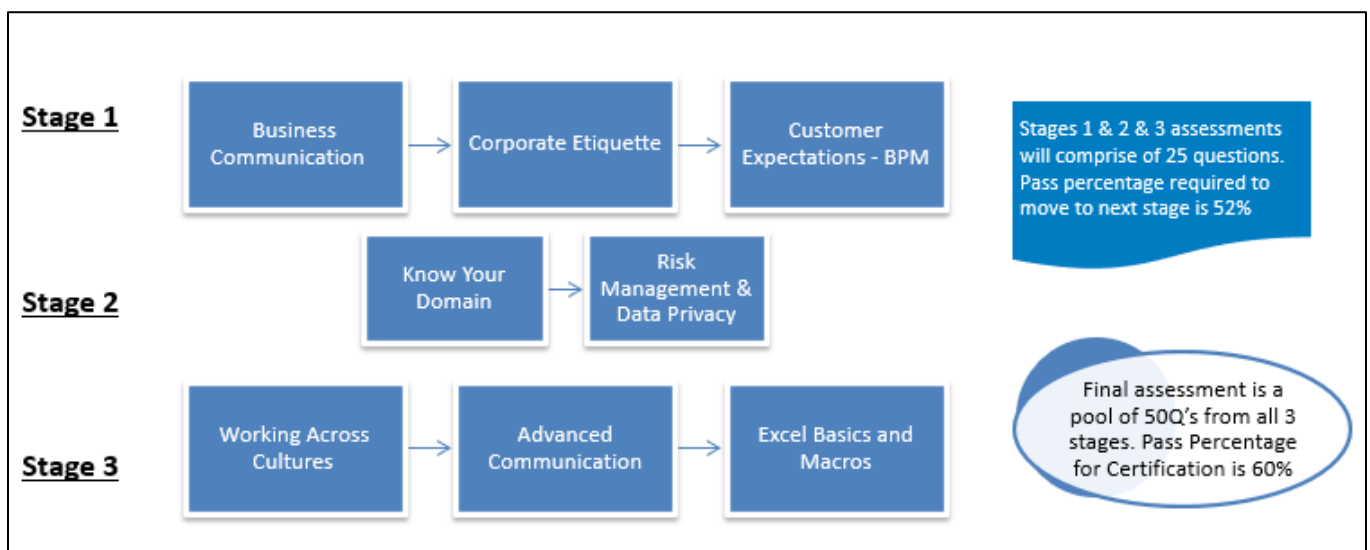 Stage 1
Business
Communication
Corporate Etiquette
Customer
Expectations - BPM
Stages 1 & 2 & 3 assessments
will comprise of 25 questions.
Pass percentage required to
move to next stage is 52%
Stage 2
Know Your
Domain
Risk
Management &
Data Privacy
Stage 3
Working Across
Cultures
Advanced
Communication
Excel Basics and
Macros
Final assessment is a
pool of 50Q's from all 3
stages. Pass Percentage
for Certification is 60%